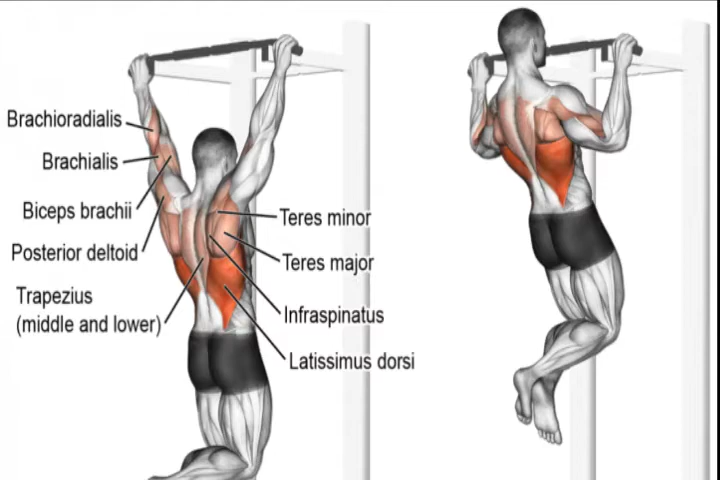 Brachioradialis
Brachialis
Biceps brachii
Posterior deltoid
Trapezius
(middle and lower)
Teres minor
Teres major
Infraspinatus
Latissimus dorsi